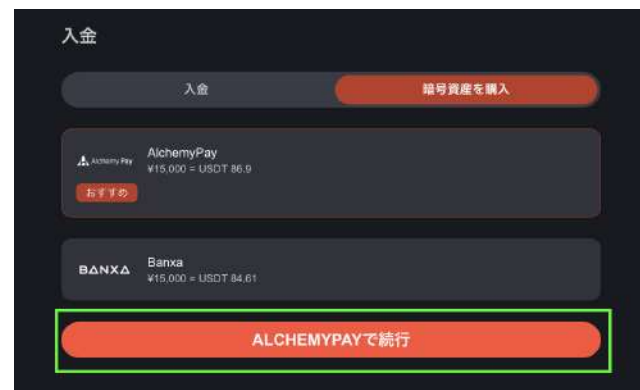 入金
入金
暗号資産を購入
Alchemy Pay
AlchemyPay
¥15,000 = USDT 86.9
おすすめ
BANXA
Banxa
¥15,000 = USDT 84.61
ALCHEMYPAYで続行